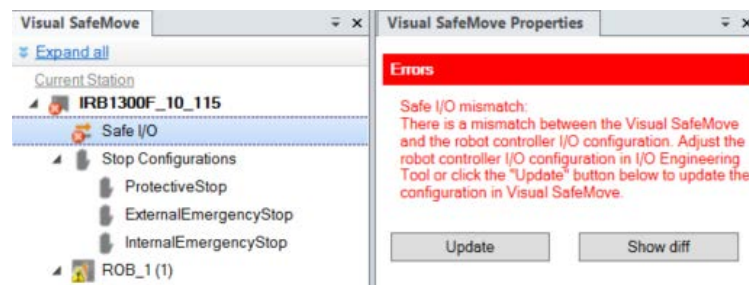 Visual SafeMove
Expand all
Current Station
IRB1300F_10_115
Safe I/O
Stop Configurations
ProtectiveStop
ExternalEmergencyStop
InternalEmergencyStop
ROB_1 (1)
Visual SafeMove Properties
Errors
Safe I/O mismatch:
There is a mismatch between the Visual SafeMove
and the robot controller I/O configuration. Adjust the
robot controller I/O configuration in I/O Engineering
Tool or click the "Update" button below to update the
configuration in Visual SafeMove.
Update
Show diff